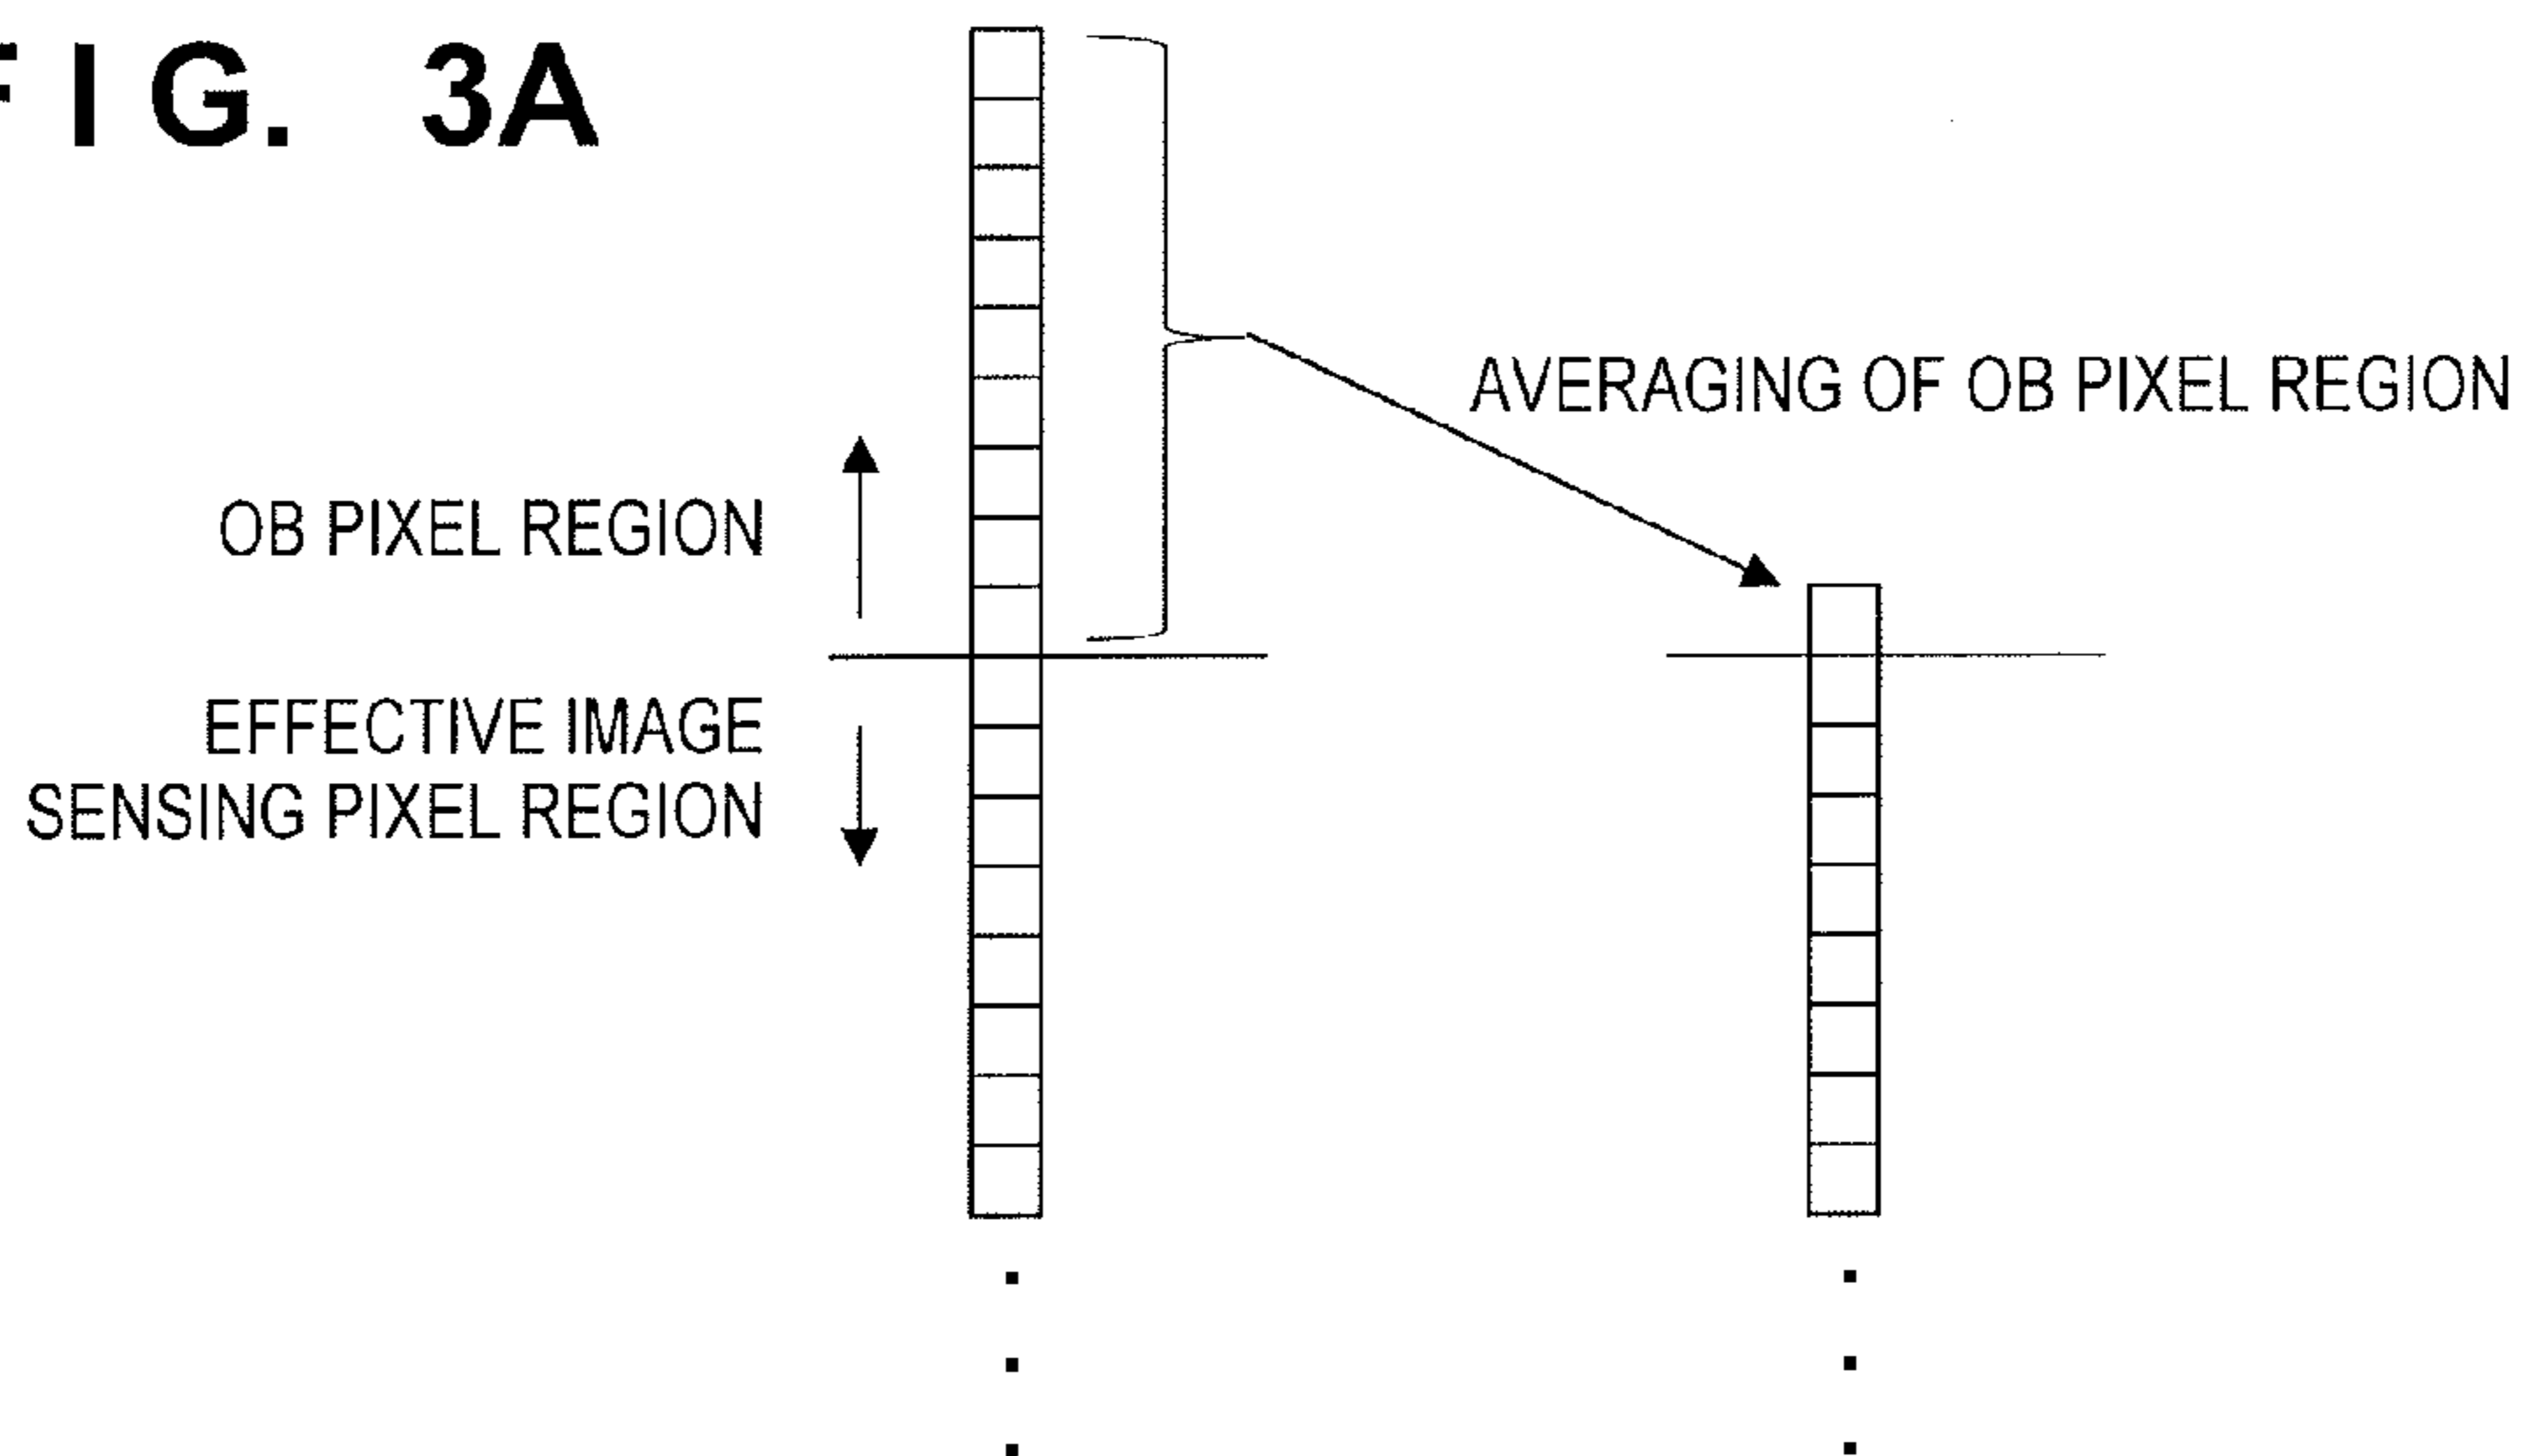 FIG. 3A
AVERAGING OF OB PIXEL REGION
OB PIXEL REGION
EFFECTIVE IMAGE
SENSING PIXEL REGION